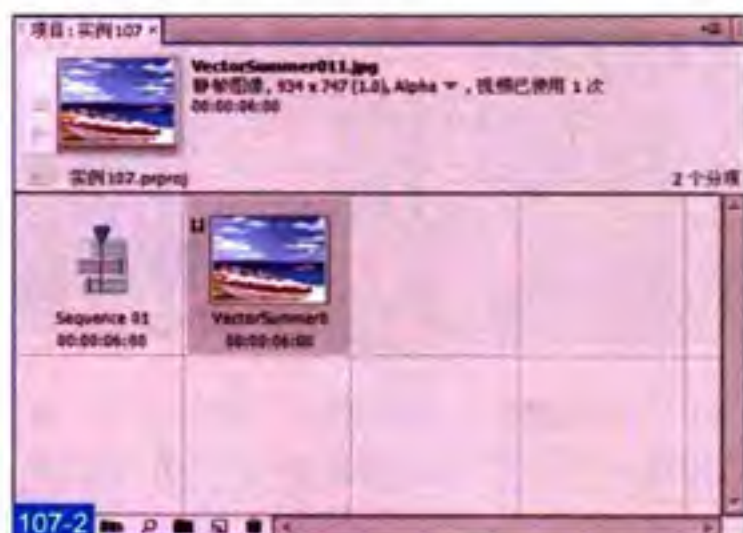 项目:实例107 ×
VectorSummer011.jpg
静帧图像, 934 x 747 (1.0), Alpha ▼ , 视频已使用 1 次
00:00:06:00
实例107.prproj
2 个分项
Sequence 01
VectorSummer0
00:00:06:00
00:00:06:00
107-2